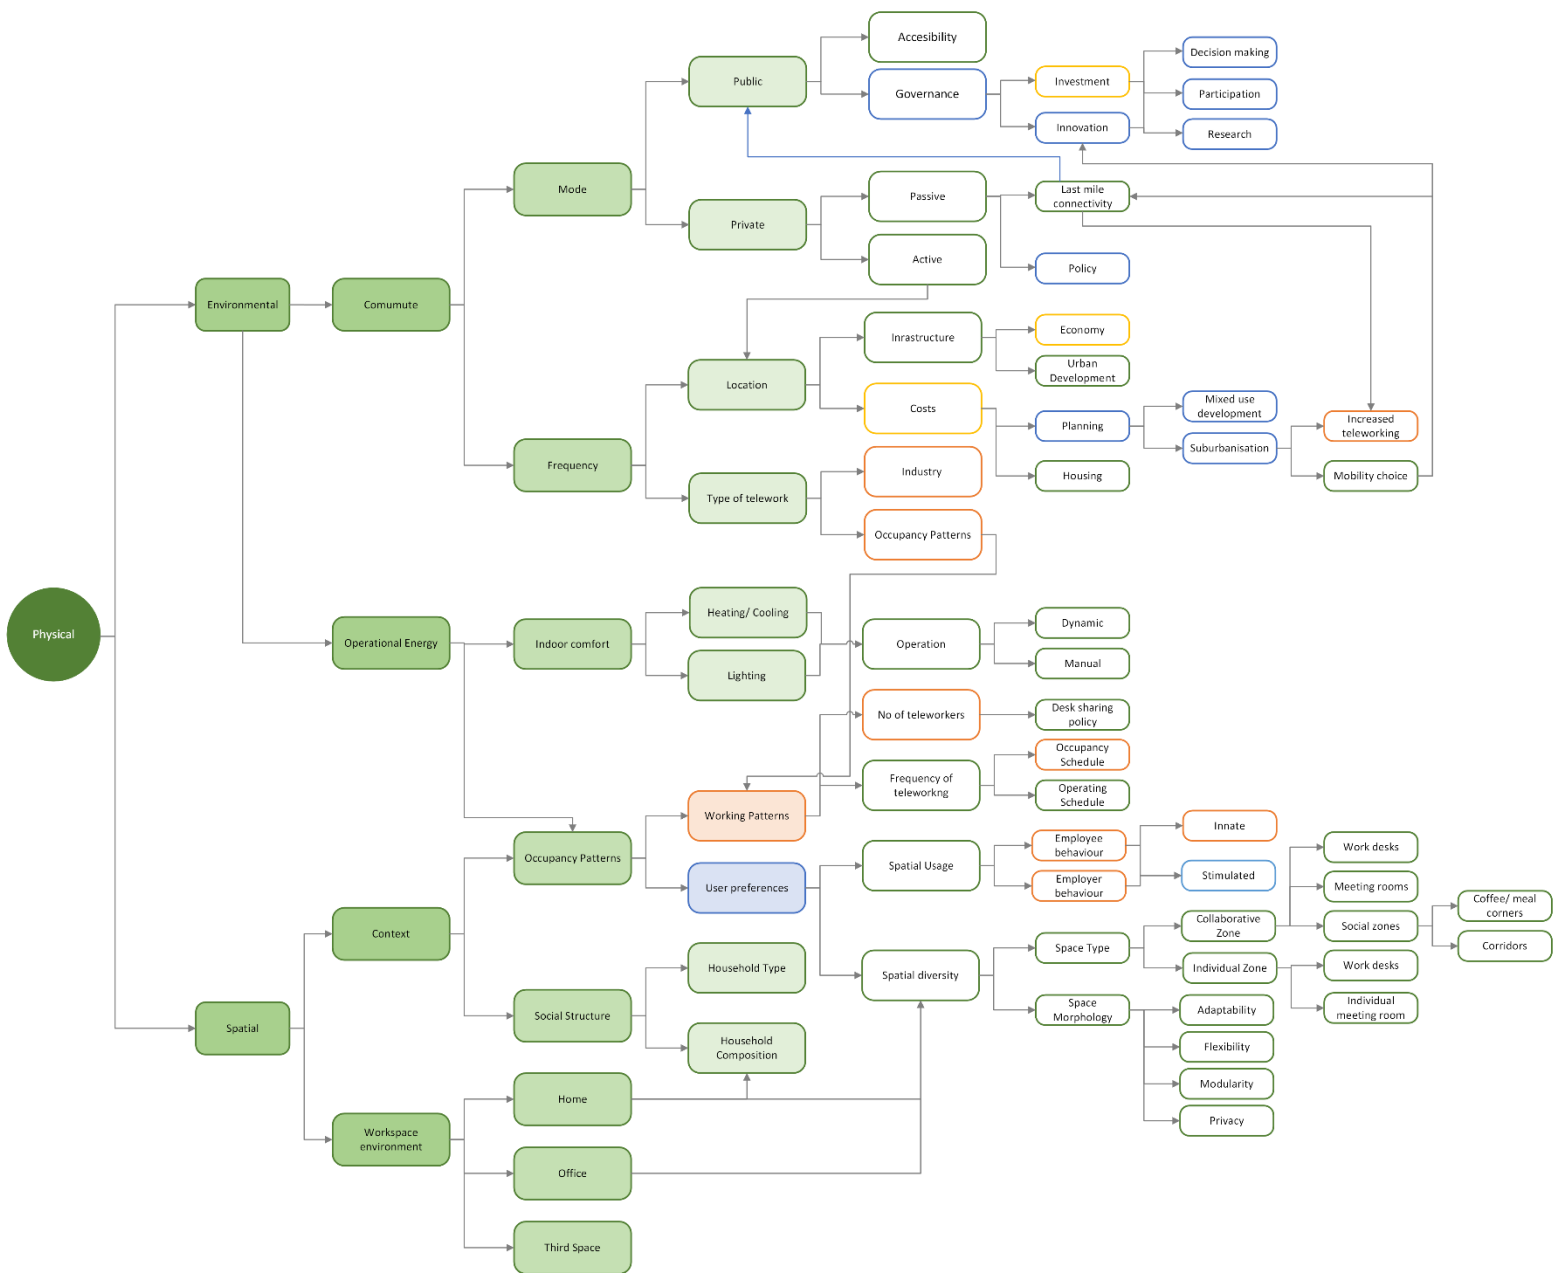 Physical
Environmental
Comumute
Mode
Public
Accesibility
Governance
Investment
Innovation
Decision making
Participation
Research
Private
Passive
Active
Last mile
connectivity
Policy
Frequency
Location
Inrastructure
Economy
Urban
Development
Costs
Planning
Housing
Mixed use
development
Suburbanisation
Increased
teleworking
Mobility choice
Type of telework
Industry
Occupancy Patterns
Operational Energy
Indoor comfort
Heating/ Cooling
Lighting
Operation
Dynamic
Manual
Spatial
Context
Occupancy Patterns
Working Patterns
No of teleworkers
Desk sharing
policy
Frequency of
teleworkng
Occupancy
Schedule
Operating
Schedule
User preferences
Spatial Usage
Employee
behaviour
Employer
behaviour
Innate
Stimulated
Spatial diversity
Space Type
Collaborative
Zone
Work desks
Meeting rooms
Social zones
Coffee/ meal
corners
Corridors
Individual Zone
Work desks
Individual
meeting room
Space
Morphology
Adaptability
Flexibility
Modularity
Privacy
Social Structure
Household Type
Household
Composition
Workspace
environment
Home
Office
Third Space